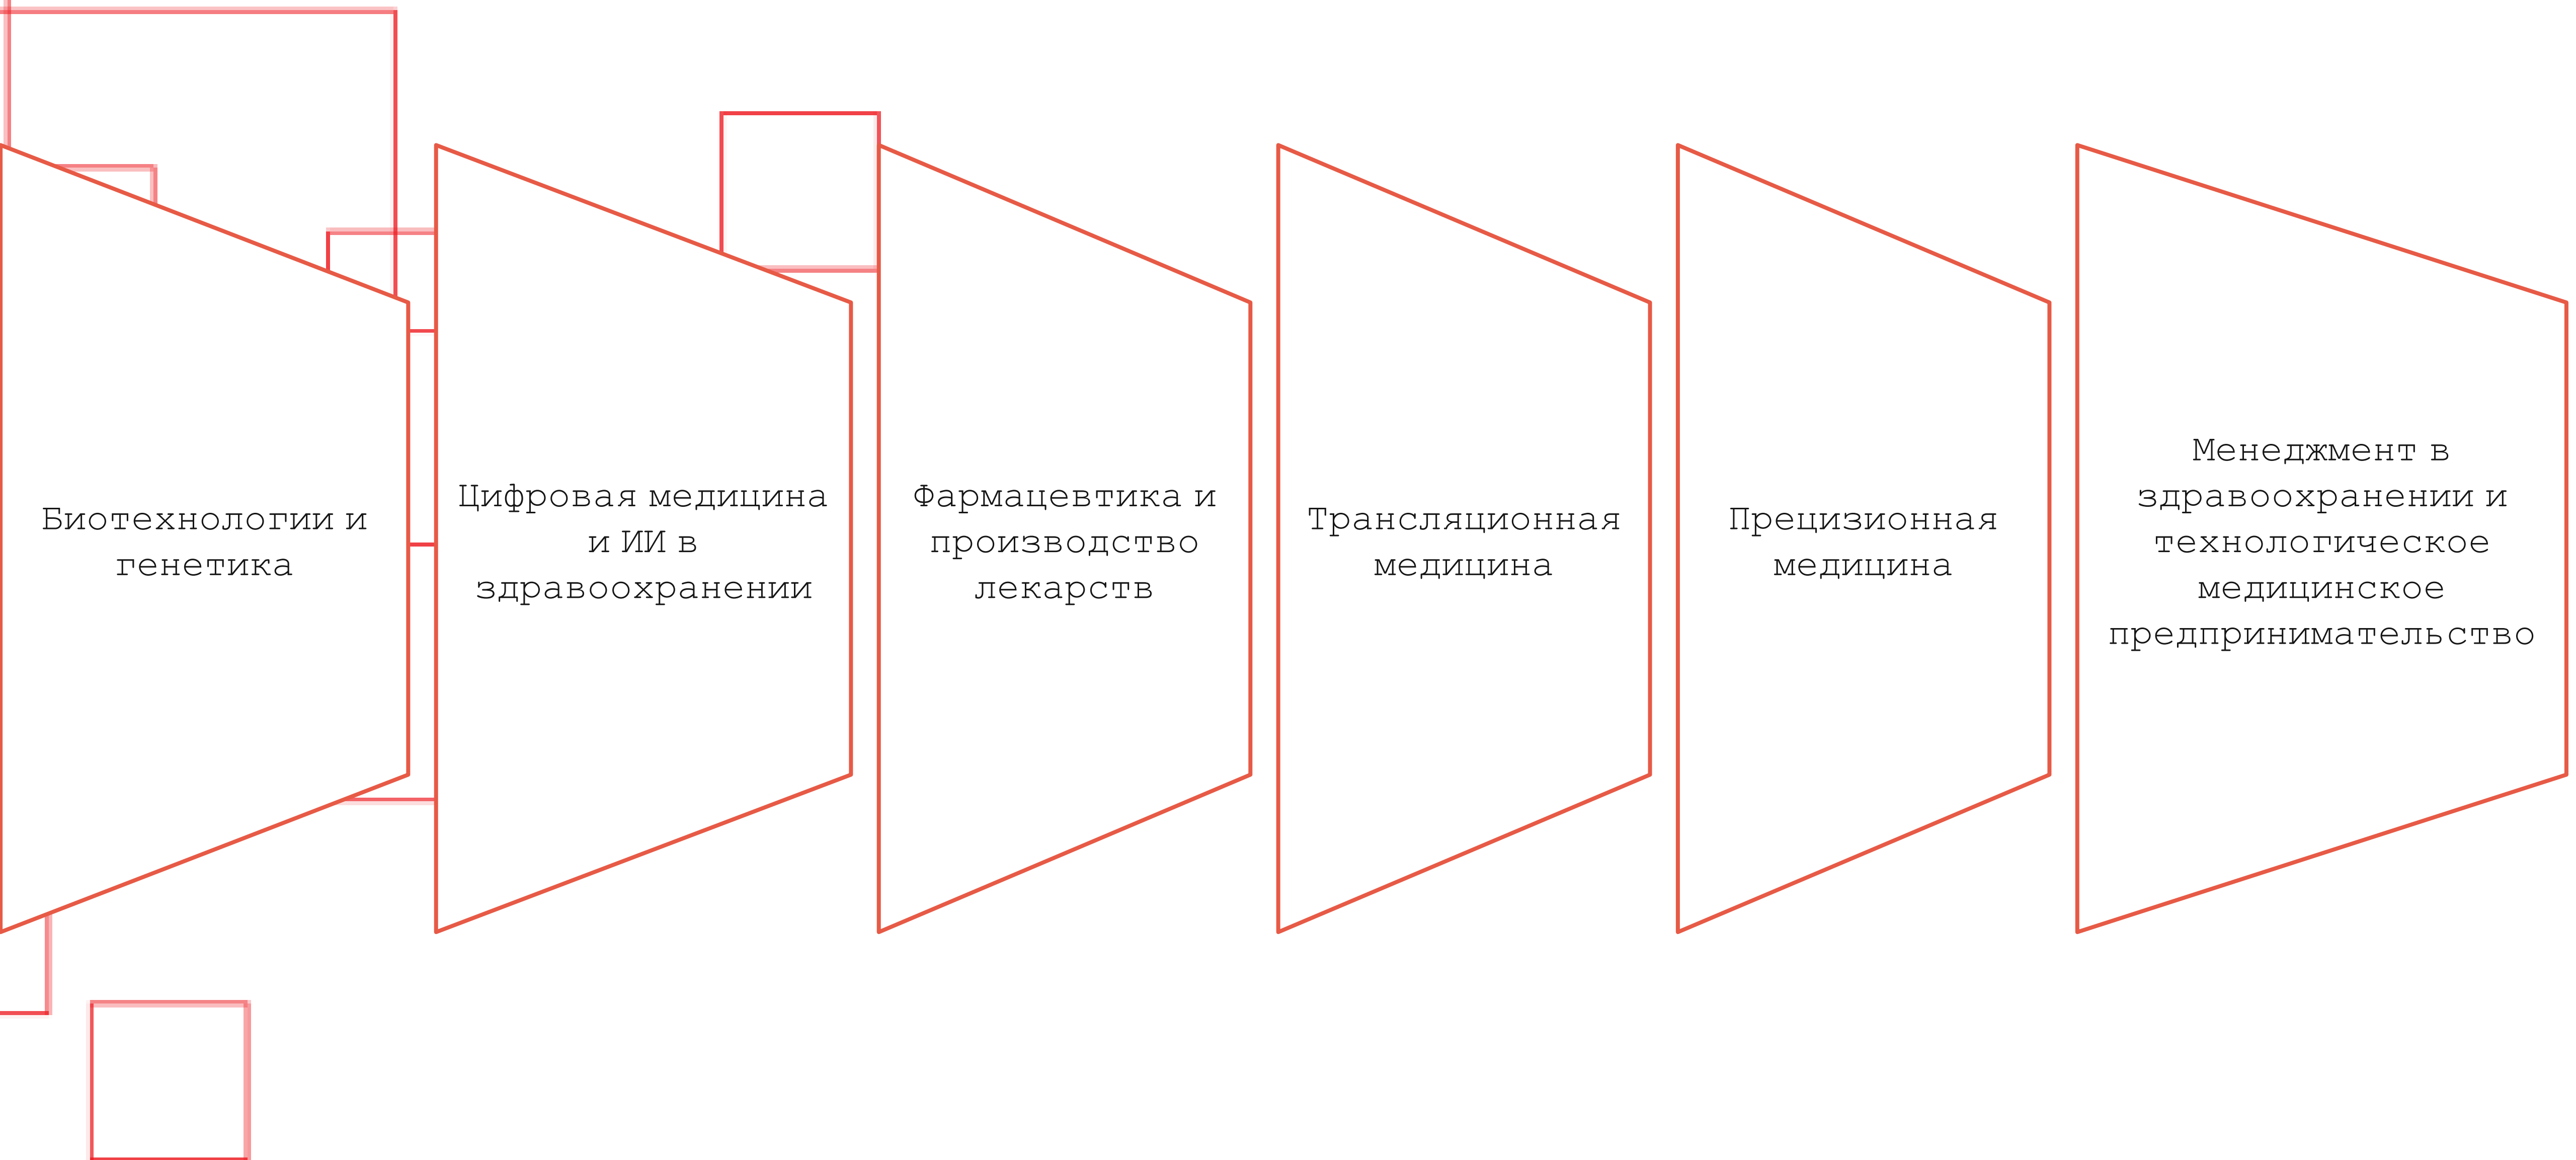 Биотехнологии и
генетика
Цифровая медицина
и ИИ в
здравоохранении
Фармацевтика и
производство
лекарств
Трансляционная
медицина
Прецизионная
медицина
Менеджмент в
здравоохранении и
технологическое
медицинское
предпринимательство